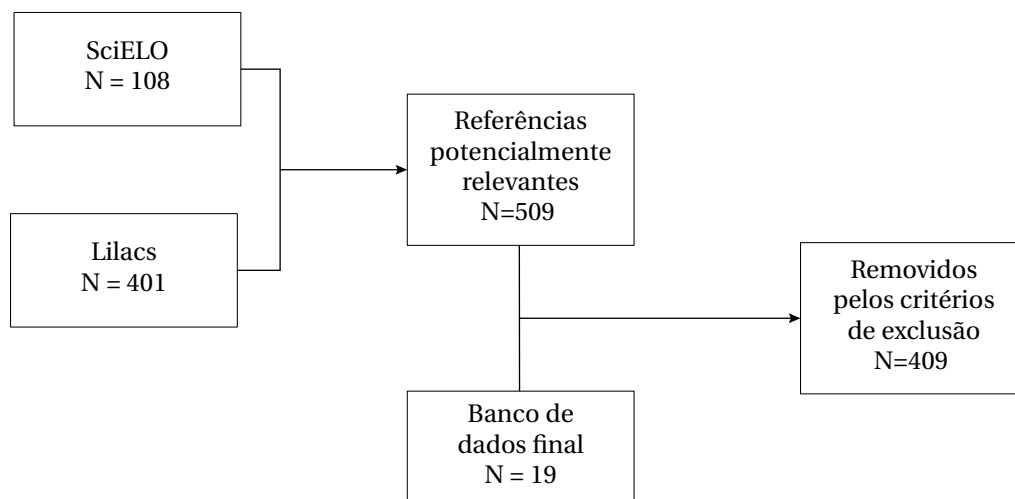 SciELO
N = 108
Lilacs
N = 401
Referências
potencialmente
relevantes
N=509
Removidos
pelos critérios
de exclusão
N=409
Banco de
dados final
N = 19